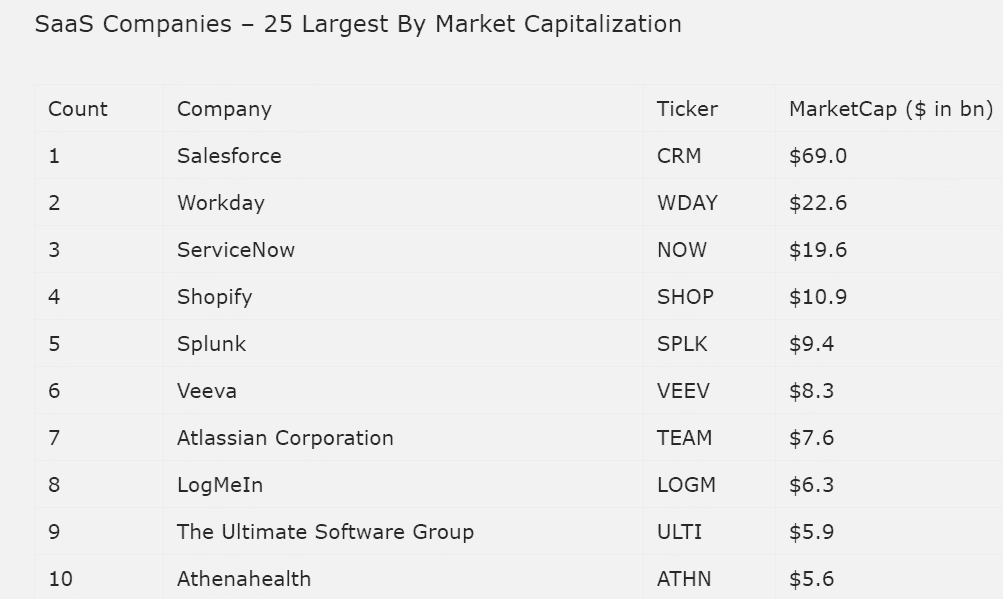 SaaS Companies – 25 Largest By Market Capitalization
Count Company Ticker MarketCap ($ in bn)
1 Salesforce CRM $69.0
2 Workday WDAY $22.6
3 ServiceNow NOW $19.6
4 Shopify SHOP $10.9
5 Splunk SPLK $9.4
6 Veeva VEEV $8.3
7 Atlassian Corporation TEAM $7.6
8 LogMeIn LOGM $6.3
9 The Ultimate Software Group ULTI $5.9
10 Athenahealth ATHN $5.6